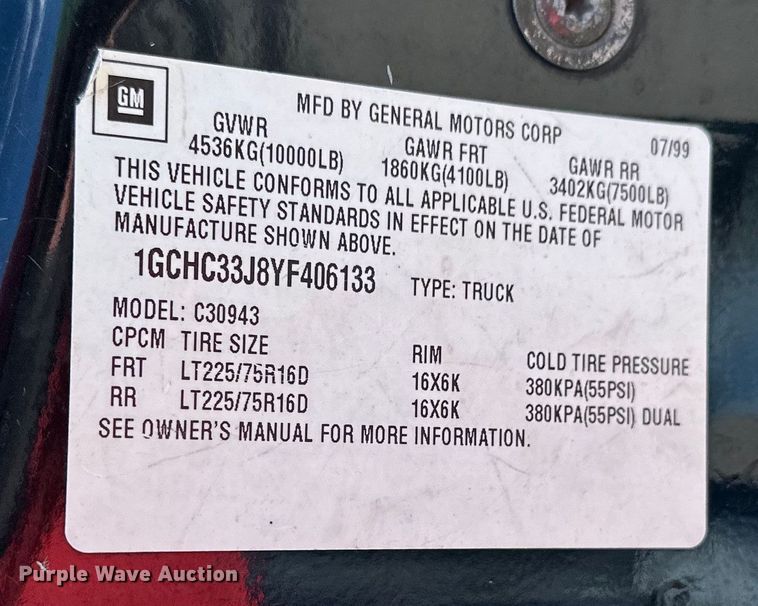 GM
MFD BY GENERAL MOTORS CORP 07/99
GVWR GAWR FRT GAWR RR
4536KG(10000LB) 1860KG(4100LB) 3402KG(7500LB)
THIS VEHICLE CONFORMS TO ALL APPLICABLE U.S. FEDERAL MOTOR
VEHICLE SAFETY STANDARDS IN EFFECT ON THE DATE OF
MANUFACTURE SHOWN ABOVE.
1GCHC33J8YF406133 TYPE: TRUCK
MODEL: C30943
CPCM TIRE SIZE RIM COLD TIRE PRESSURE
FRT LT225/75R16D 16X6K 380KPA(55PSI)
RR LT225/75R16D 16X6K 380KPA(55PSI) DUAL
SEE OWNER'S MANUAL FOR MORE INFORMATION.
Purple Wave Auction